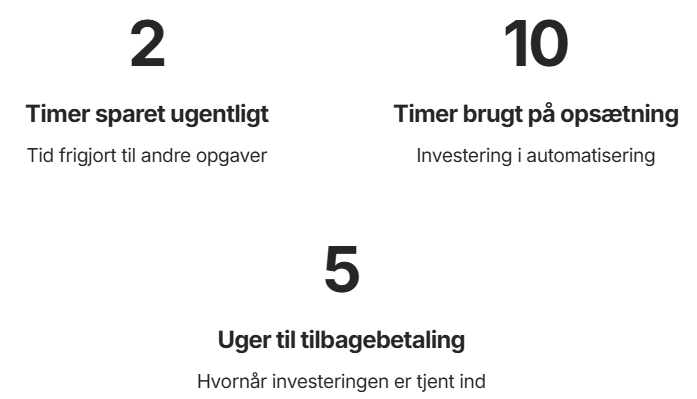 2
Timer sparet ugentligt
Tid frigjort til andre opgaver
10
Timer brugt på opsætning
Investering i automatisering
5
Uger til tilbagebetaling
Hvornår investeringen er tjent ind